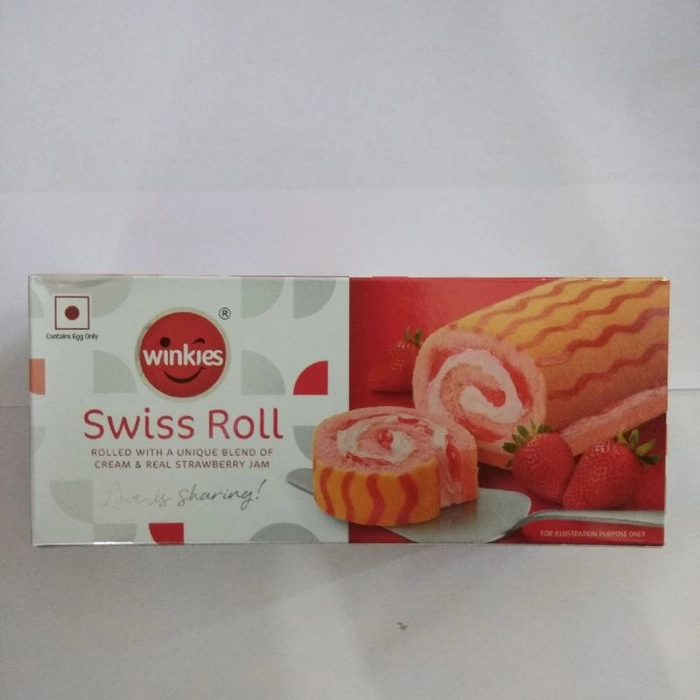 Contains Egg Only
®
winkies
Swiss Roll
ROLLED WITH A UNIQUE BLEND OF
CREAM & REAL STRAWBERRY JAM
Love is sharing!
FOR ILLUSTRATION PURPOSE ONLY